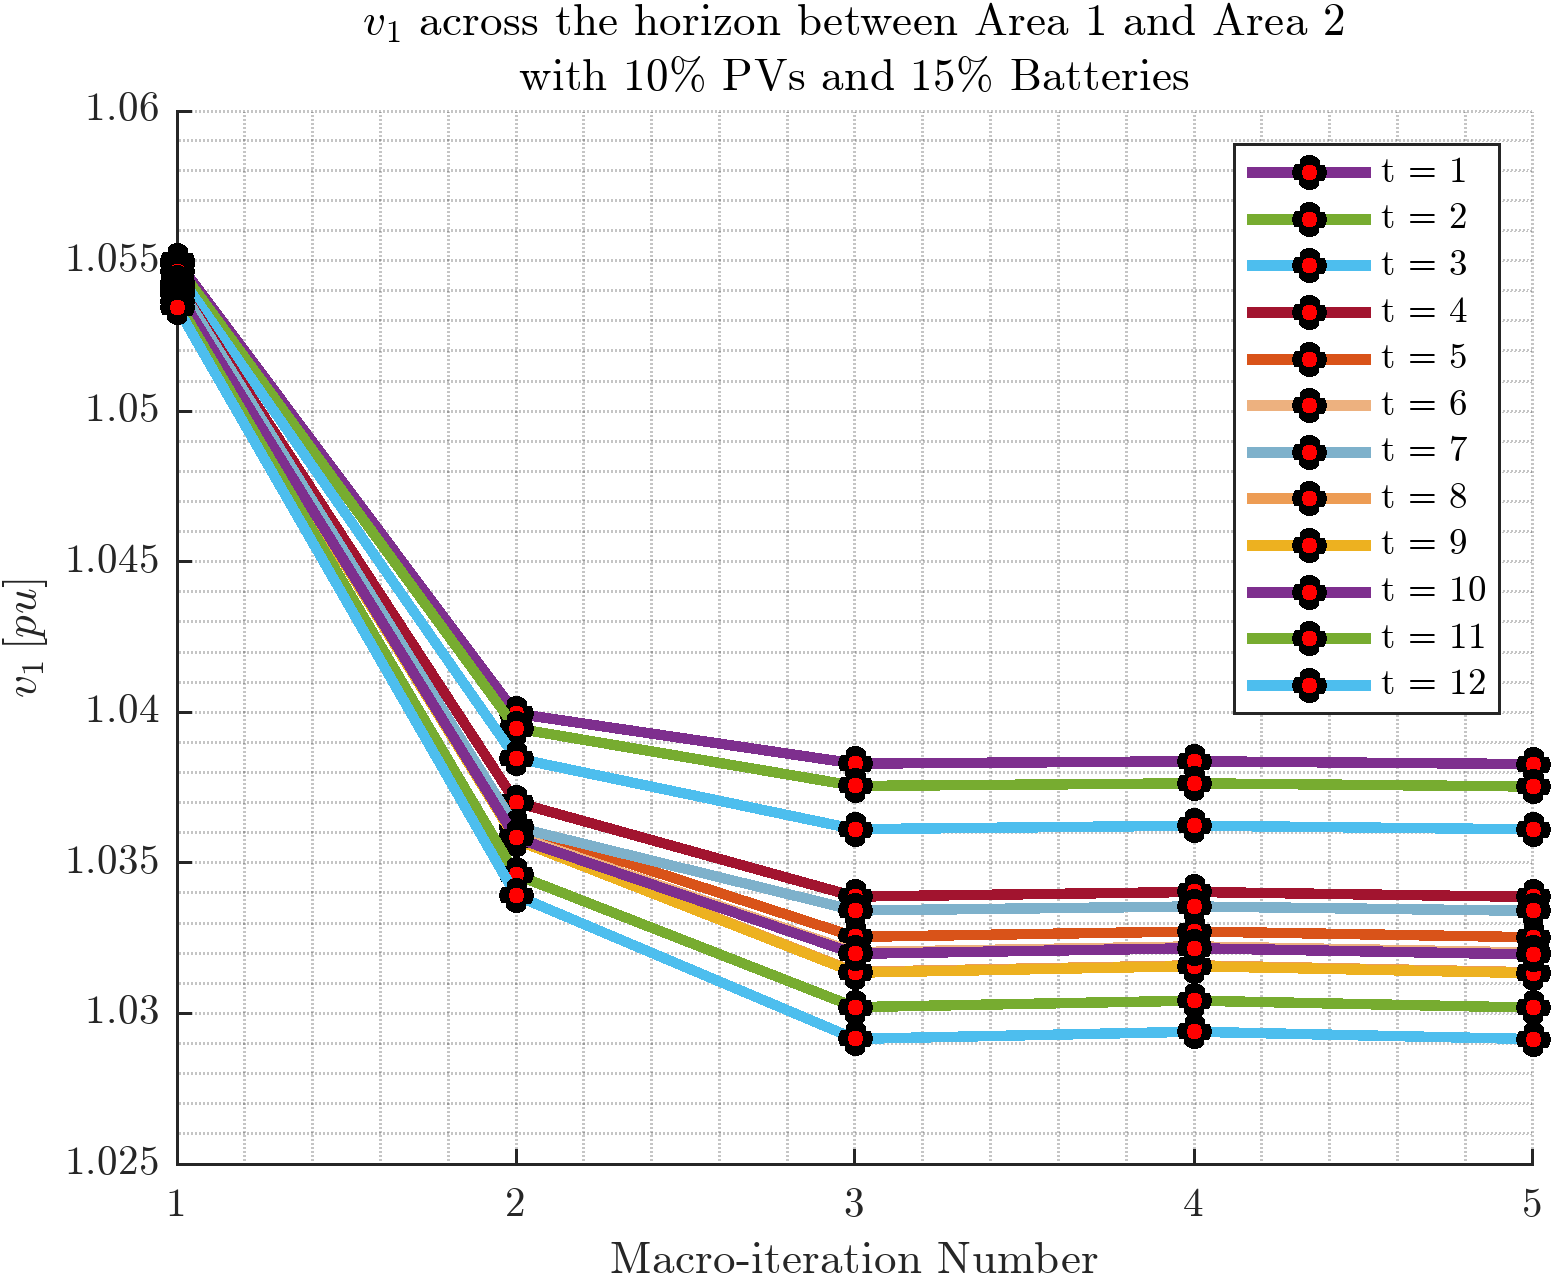 v₁ across the horizon between Area 1 and Area 2
with 10% PVs and 15% Batteries
1.06
1.055
1.05
1.045
1.04
1.035
1.03
1.025
v₁ [pu]
t = 1
t = 2
t = 3
t = 4
t = 5
t = 6
t = 7
t = 8
t = 9
t = 10
t = 11
t = 12
1 2 3 4 5
Macro-iteration Number